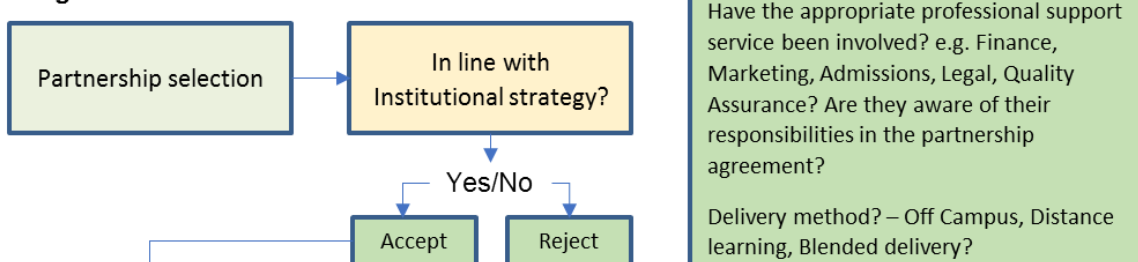 Partnership selection
In line with
Institutional strategy?
Yes/No
Accept
Reject
Have the appropriate professional support
service been involved? e.g. Finance,
Marketing, Admissions, Legal, Quality
Assurance? Are they aware of their
responsibilities in the partnership
agreement?
Delivery method? – Off Campus, Distance
learning, Blended delivery?